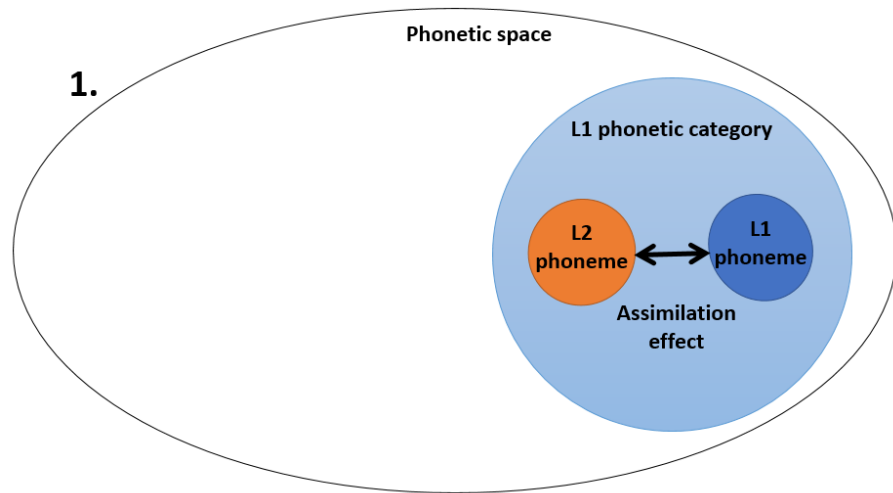 Phonetic space
1.
L1 phonetic category
L2
phoneme
L1
phoneme
Assimilation
effect